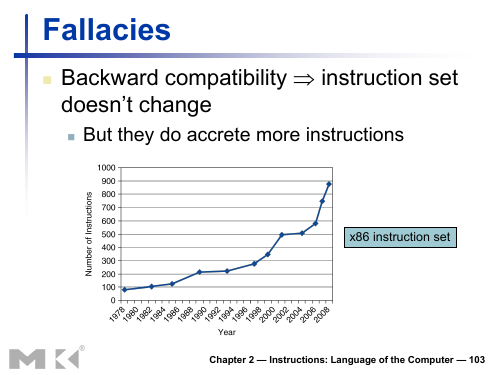 Fallacies
Backward compatibility ⇒ instruction set
doesn't change
But they do accrete more instructions
1000
900
800
700
600
500
400
300
200
100
0
Number of Instructions
1978 1980 1982 1984 1986 1988 1990 1992 1994 1996 1998 2000 2002 2004 2006 2008
Year
x86 instruction set
MK®
Chapter 2 — Instructions: Language of the Computer — 103